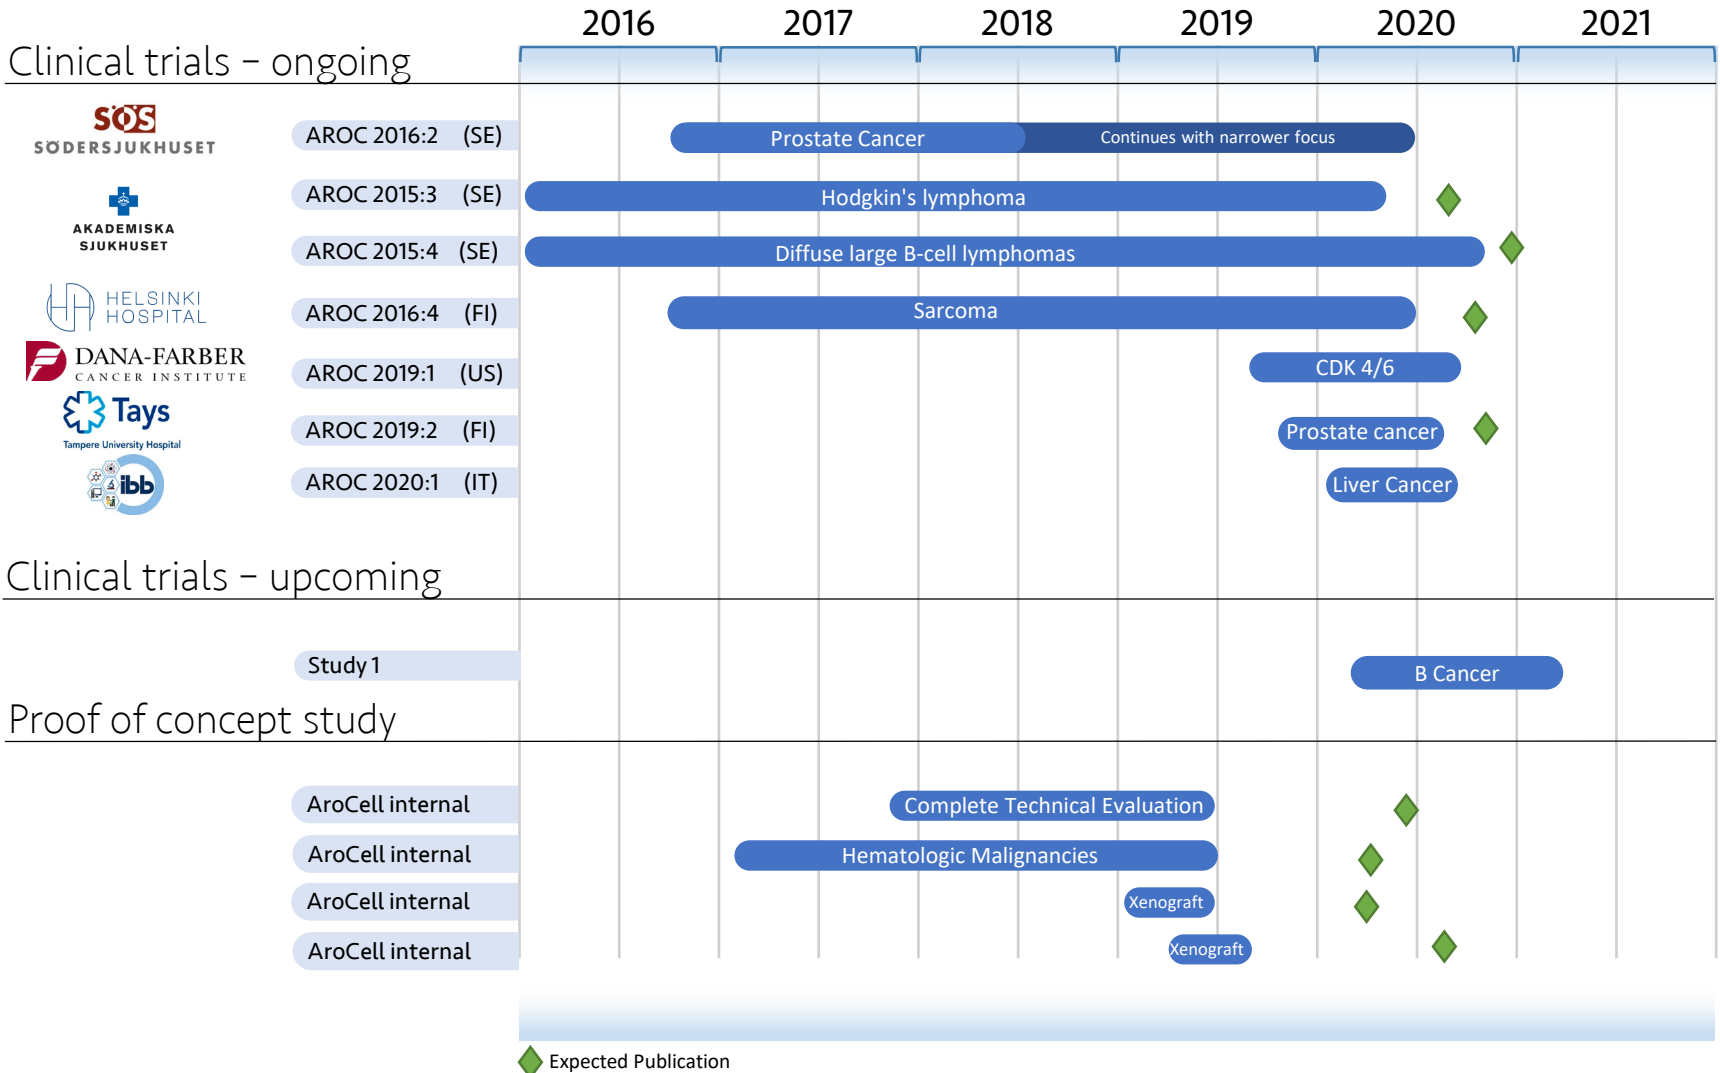 2016 2017 2018 2019 2020 2021
Clinical trials – ongoing
SÖS
SÖDERSJUKHUSET
AROC 2016:2 (SE)
Prostate Cancer
Continues with narrower focus
AKADEMISKA
SJUKHUSET
AROC 2015:3 (SE)
Hodgkin's lymphoma
AROC 2015:4 (SE)
Diffuse large B-cell lymphomas
HELSINKI
HOSPITAL
AROC 2016:4 (FI)
Sarcoma
DANA-FARBER
CANCER INSTITUTE
AROC 2019:1 (US)
CDK 4/6
Tays
Tampere University Hospital
AROC 2019:2 (FI)
Prostate cancer
ibb
AROC 2020:1 (IT)
Liver Cancer
Clinical trials – upcoming
Study 1
B Cancer
Proof of concept study
AroCell internal
Complete Technical Evaluation
AroCell internal
Hematologic Malignancies
AroCell internal
Xenograft
AroCell internal
Xenograft
Expected Publication